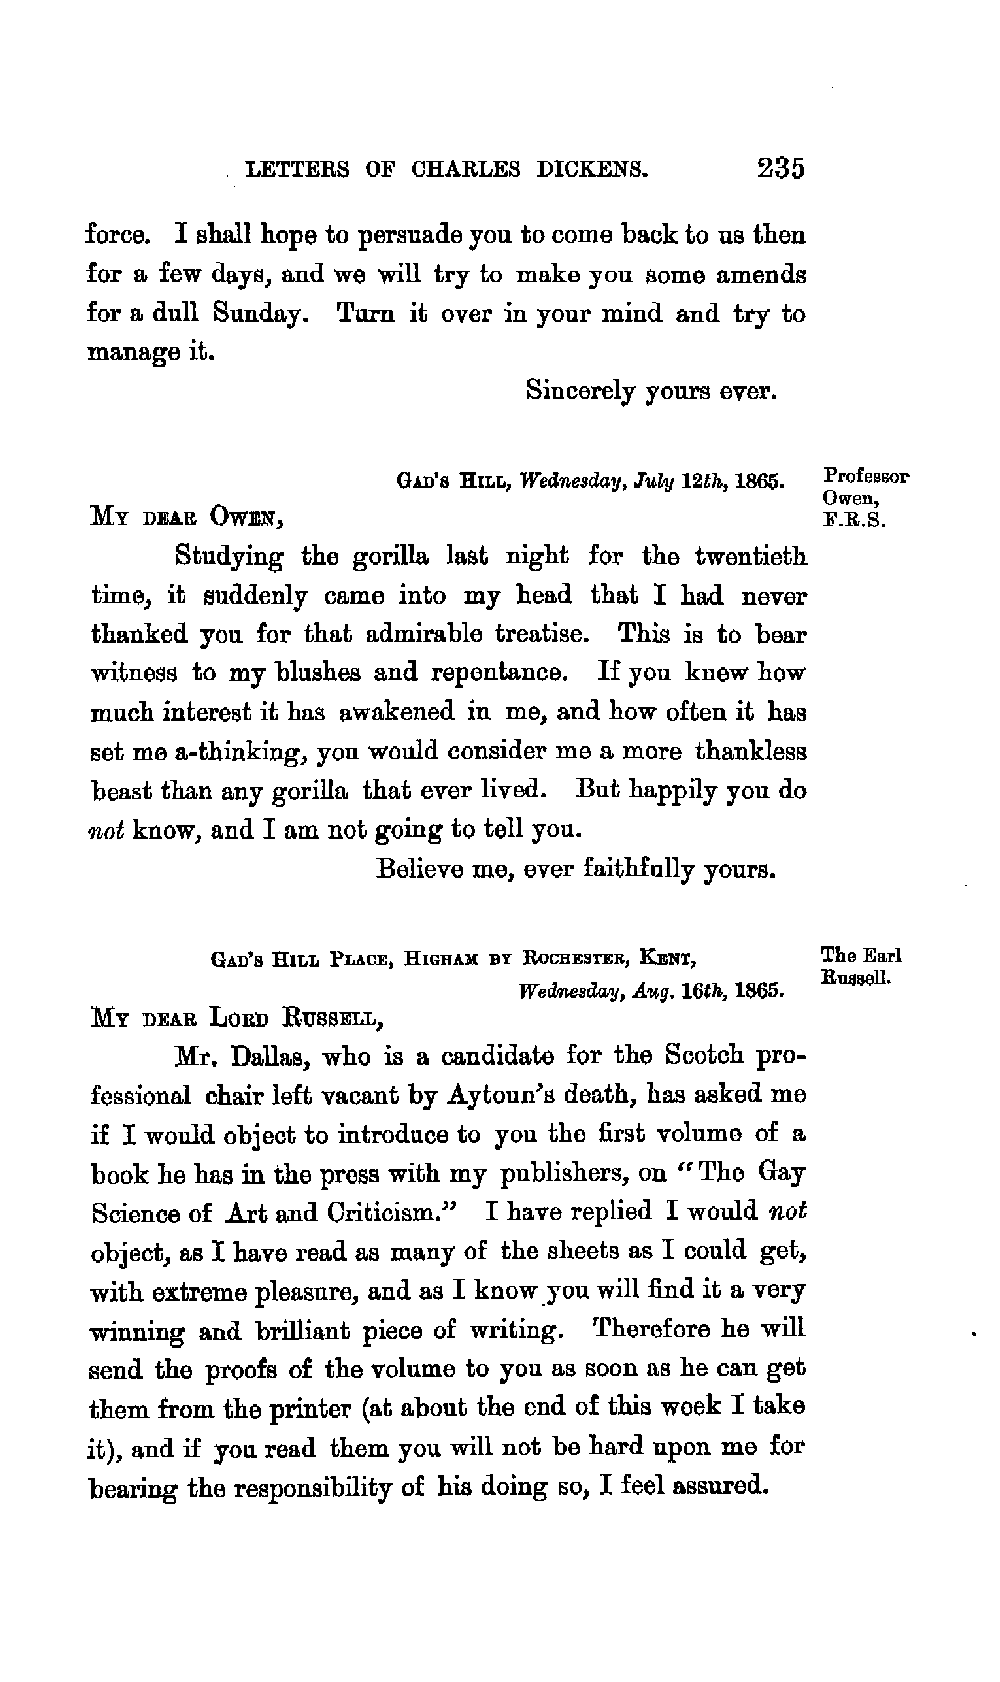 LETTERS OF CHARLES DICKENS. 235
force. I shall hope to persuade you to come back to us then
for a few days, and we will try to make you some amends
for a dull Sunday. Turn it over in your mind and try to
manage it.
Sincerely yours ever.
GAD'S HILL, Wednesday, July 12th, 1865.
Professor
Owen,
F.R.S.
MY DEAR OWEN,
Studying the gorilla last night for the twentieth
time, it suddenly came into my head that I had never
thanked you for that admirable treatise. This is to bear
witness to my blushes and repentance. If you knew how
much interest it has awakened in me, and how often it has
set me a-thinking, you would consider me a more thankless
beast than any gorilla that ever lived. But happily you do
not know, and I am not going to tell you.
Believe me, ever faithfully yours.
GAD'S HILL PLACE, HIGHAM BY ROCHESTER, KENT,
The Earl
Russell.
Wednesday, Aug. 16th, 1865.
MY DEAR LORD RUSSELL,
Mr. Dallas, who is a candidate for the Scotch pro-
fessional chair left vacant by Aytoun's death, has asked me
if I would object to introduce to you the first volume of a
book he has in the press with my publishers, on "The Gay
Science of Art and Criticism." I have replied I would not
object, as I have read as many of the sheets as I could get,
with extreme pleasure, and as I know you will find it a very
winning and brilliant piece of writing. Therefore he will
send the proofs of the volume to you as soon as he can get
them from the printer (at about the end of this week I take
it), and if you read them you will not be hard upon me for
bearing the responsibility of his doing so, I feel assured.